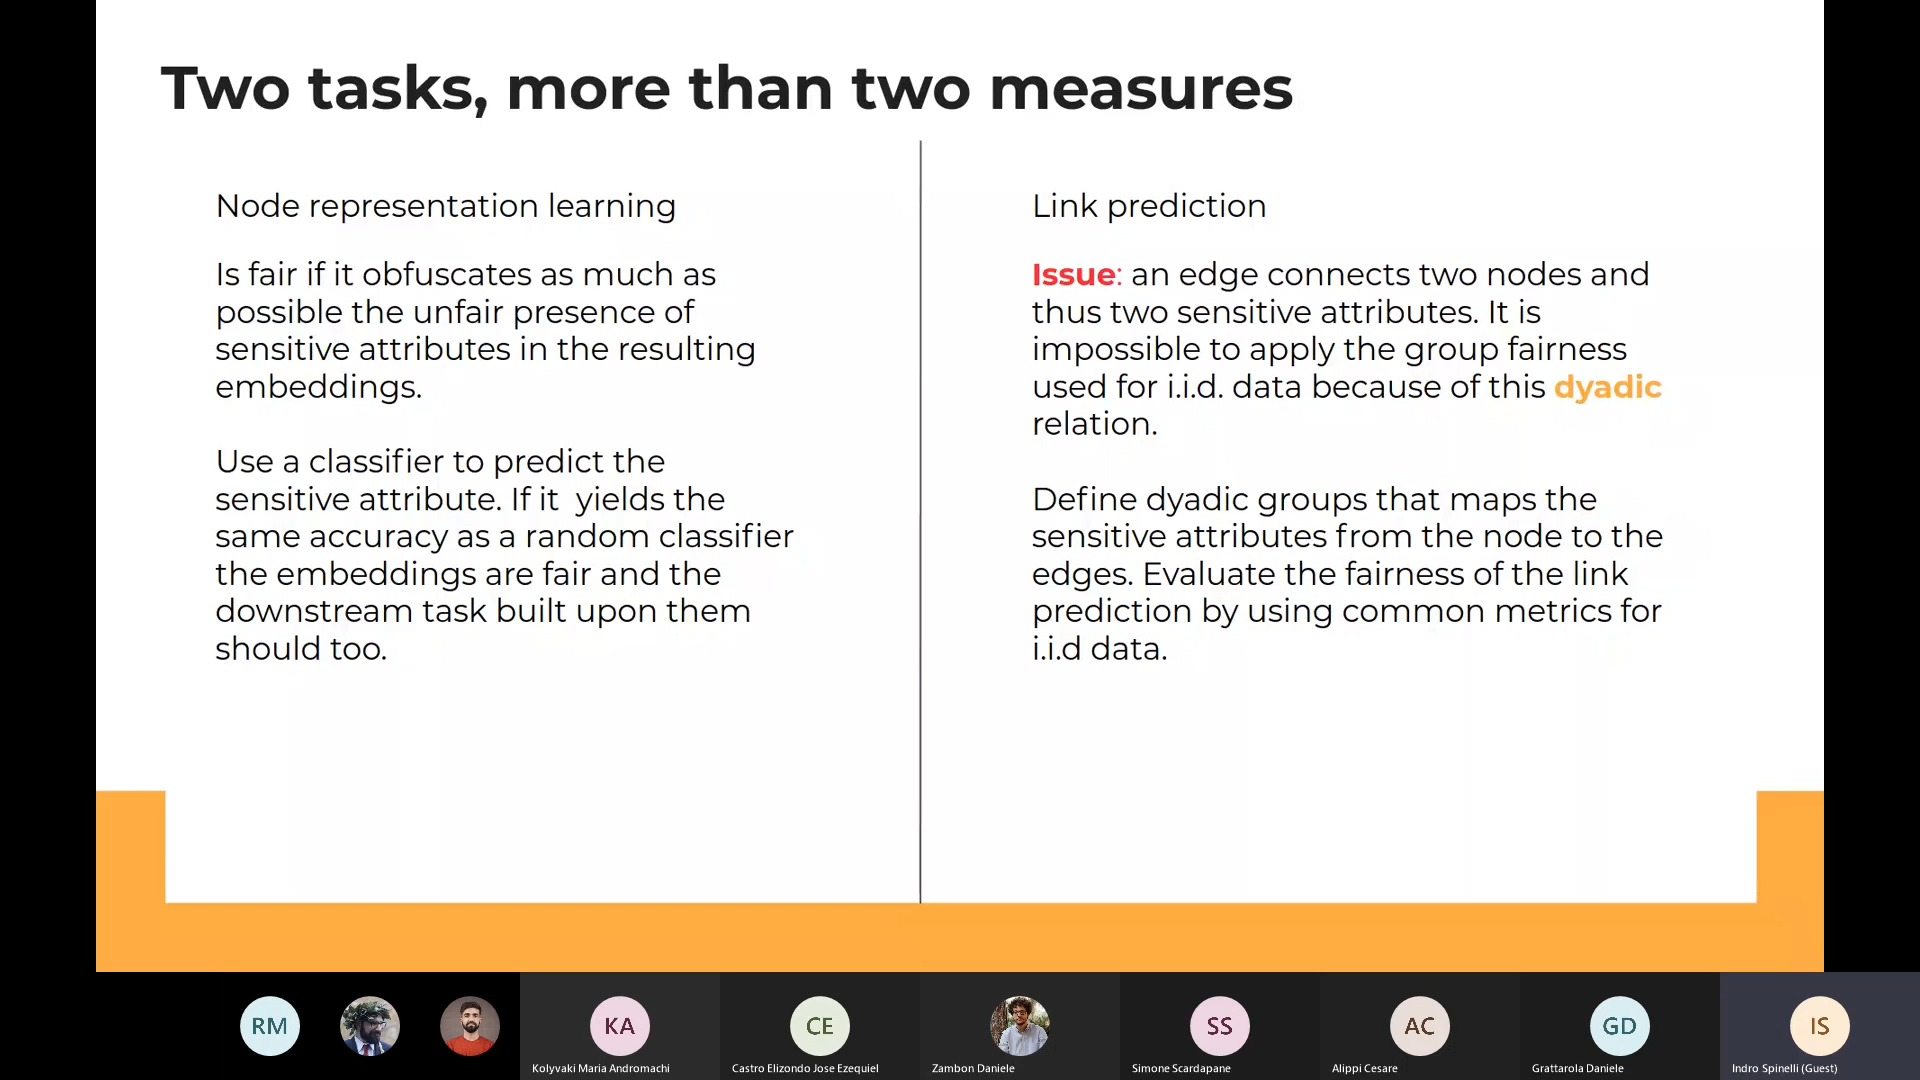 Two tasks, more than two measures
Node representation learning
Is fair if it obfuscates as much as
possible the unfair presence of
sensitive attributes in the resulting
embeddings.
Use a classifier to predict the
sensitive attribute. If it  yields the
same accuracy as a random classifier
the embeddings are fair and the
downstream task built upon them
should too.
Link prediction
Issue: an edge connects two nodes and
thus two sensitive attributes. It is
impossible to apply the group fairness
used for i.i.d. data because of this dyadic
relation.
Define dyadic groups that maps the
sensitive attributes from the node to the
edges. Evaluate the fairness of the link
prediction by using common metrics for
i.i.d data.
RM
KA
CE
SS
AC
GD
IS
Kolyvaki Maria Andromachi
Castro Elizondo Jose Ezequiel
Zambon Daniele
Simone Scardapane
Alippi Cesare
Grattarola Daniele
Indro Spinelli (Guest)